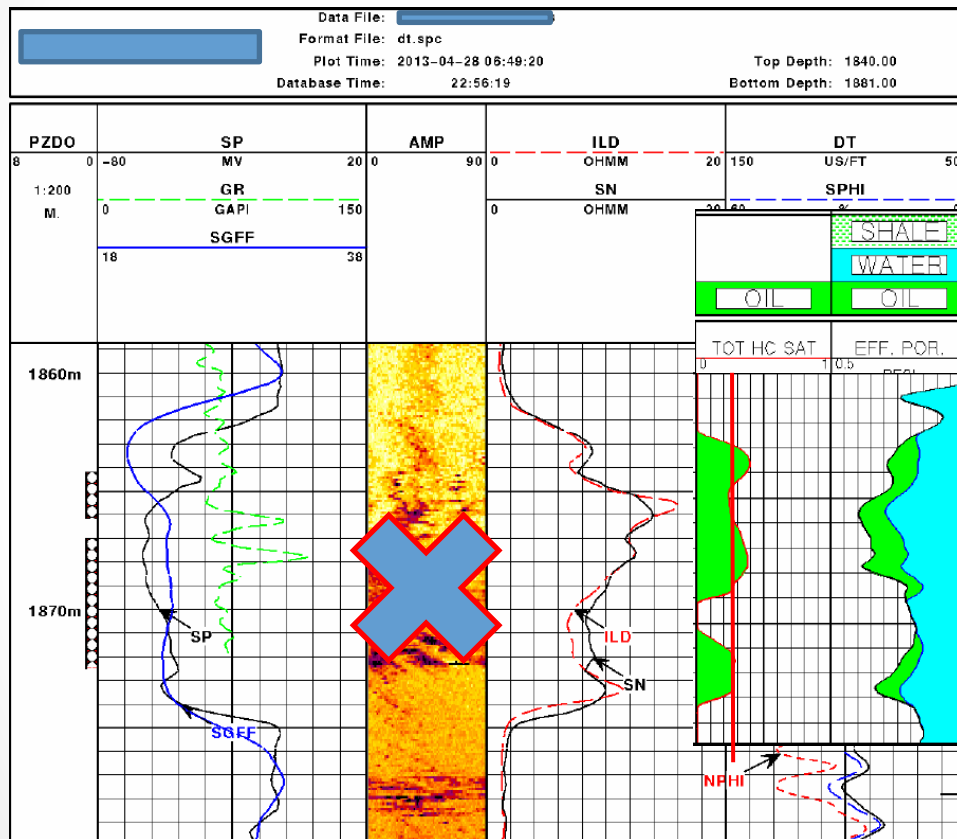 Data File:
Format File: dt.spc
Plot Time: 2013-04-28 06:49:20
Top Depth: 1840.00
Database Time: 22:56:19
Bottom Depth: 1881.00
PZDO SP AMP ILD DT
8 0 -80 MV 20 0 90 0 OHMM 20 150 US/FT 50
1:200 GR SN SPHI
M. 0 GAPI 150 0 OHMM
SGFF
18 38
SHALE
WATER
OIL OIL
TOT HC SAT EFF. POR.
0 1 0.5
1860m
1870m
SP
ILD
SN
SGFF
NPHI